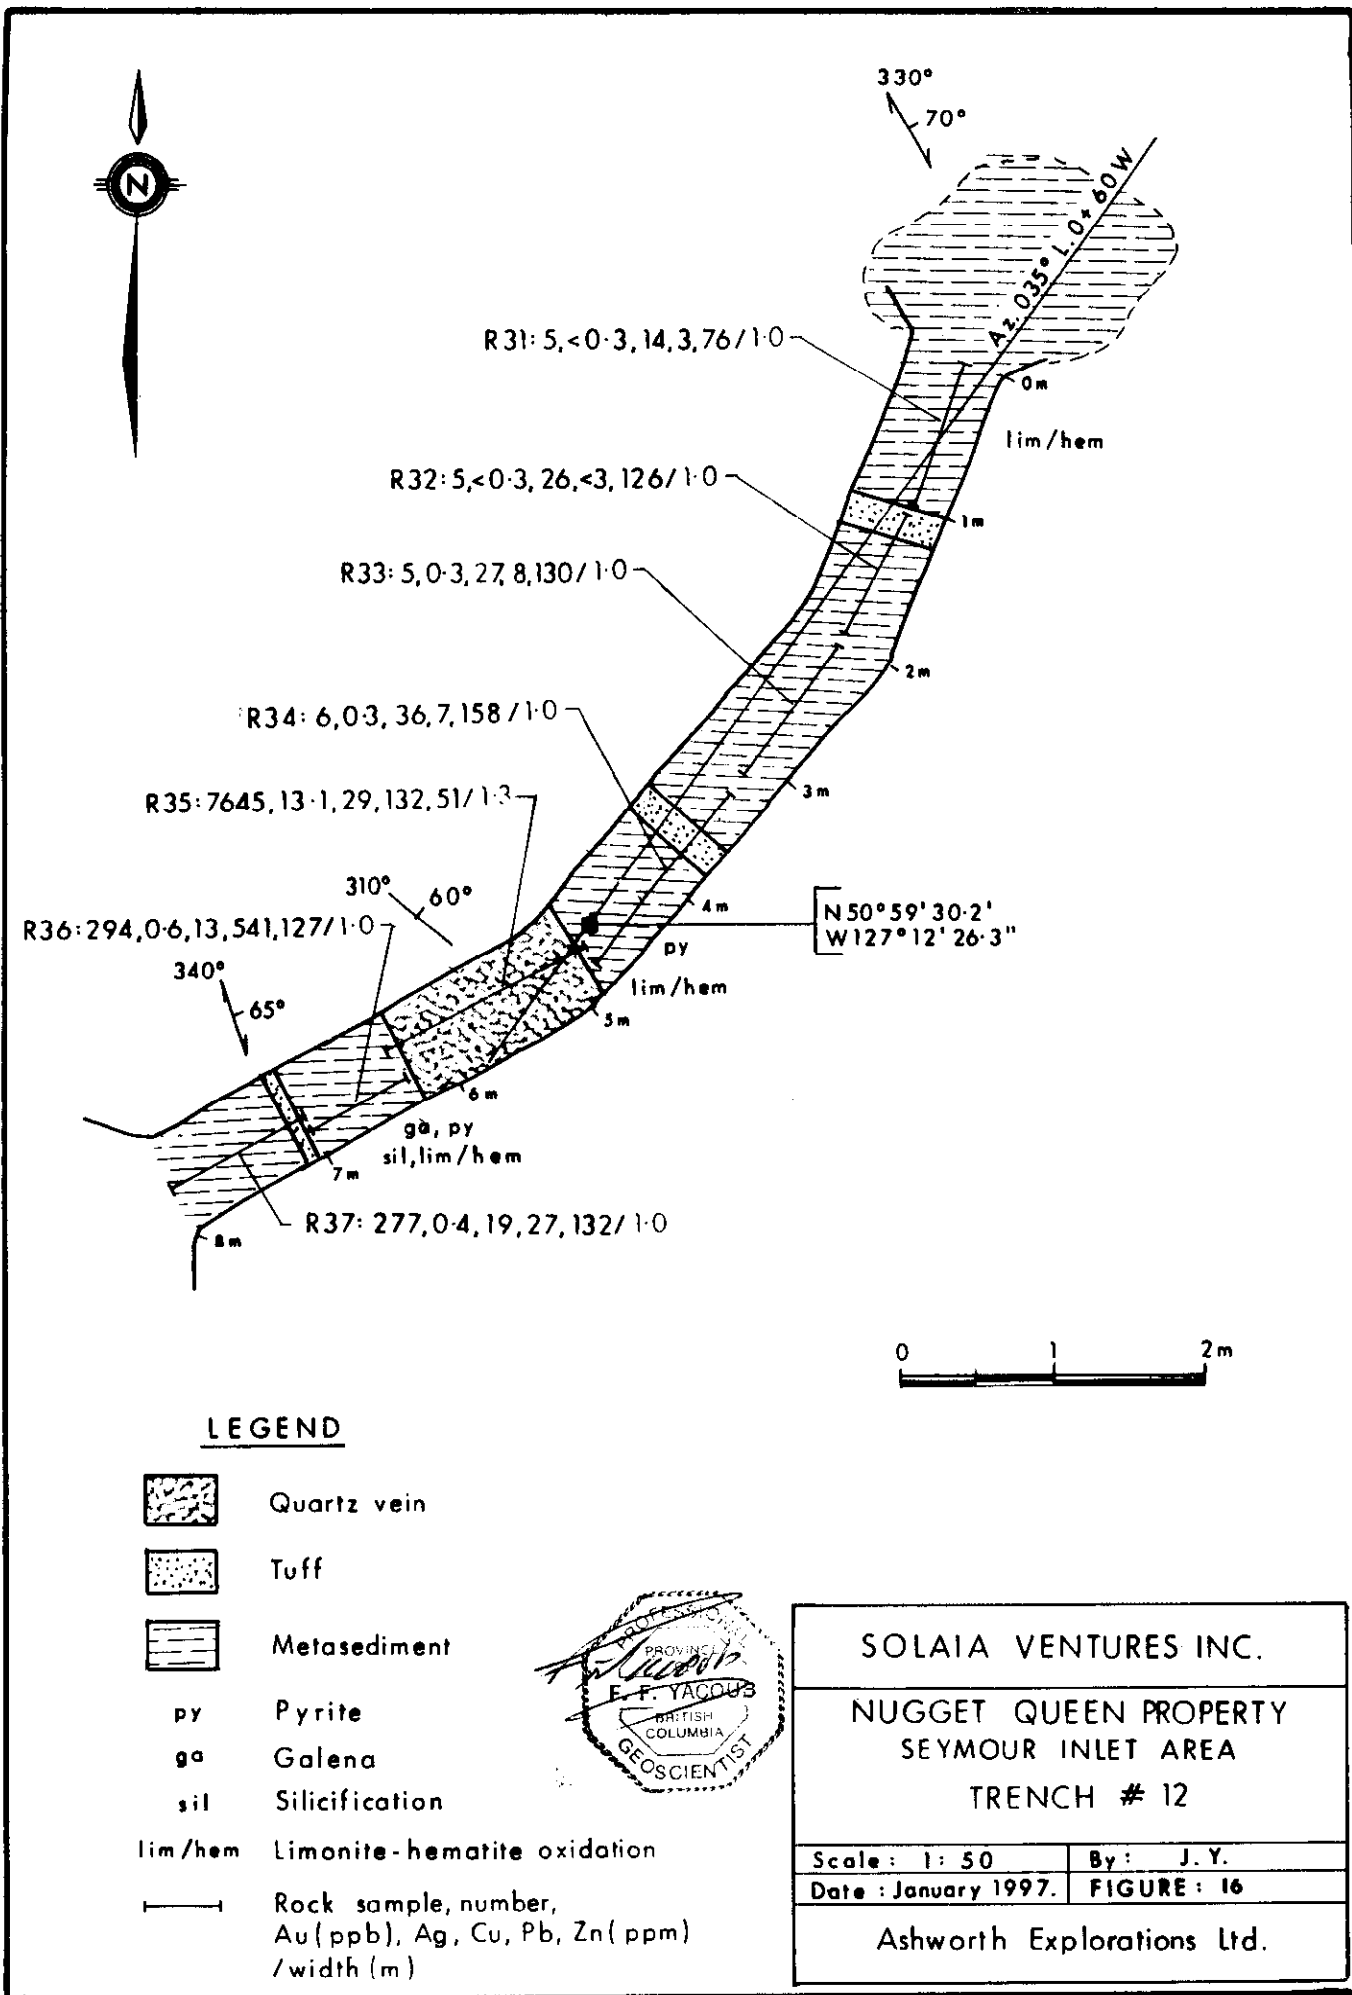 330°
70°
N
Az. 035° L. 0+60W
R31: 5,<0·3, 14, 3, 76/1·0
0m
lim/hem
R32: 5,<0·3, 26,<3, 126/1·0
1m
R33: 5, 0·3, 27, 8, 130/1·0
2m
R34: 6, 0·3, 36, 7, 158/1·0
3m
R35: 7645, 13·1, 29, 132, 51/1·3
310°
60°
4m
N50°59'30·2'
W127°12'26·3"
R36: 294, 0·6, 13, 541, 127/1·0
py
340°
lim/hem
65°
5m
6m
ga, py
sil, lim/hem
7m
R37: 277, 0·4, 19, 27, 132/1·0
8m
0 1 2m
LEGEND
Quartz vein
Tuff
Metasediment
py Pyrite
ga Galena
sil Silicification
lim/hem Limonite-hematite oxidation
Rock sample, number,
Au(ppb), Ag, Cu, Pb, Zn(ppm)
/width (m)
PROFESSIONAL
PROVINCE
F. F. YACOUB
BRITISH
COLUMBIA
GEOSCIENTIST
SOLAIA VENTURES INC.
NUGGET QUEEN PROPERTY
SEYMOUR INLET AREA
TRENCH # 12
Scale: 1:50 By: J.Y.
Date: January 1997. FIGURE: 16
Ashworth Explorations Ltd.